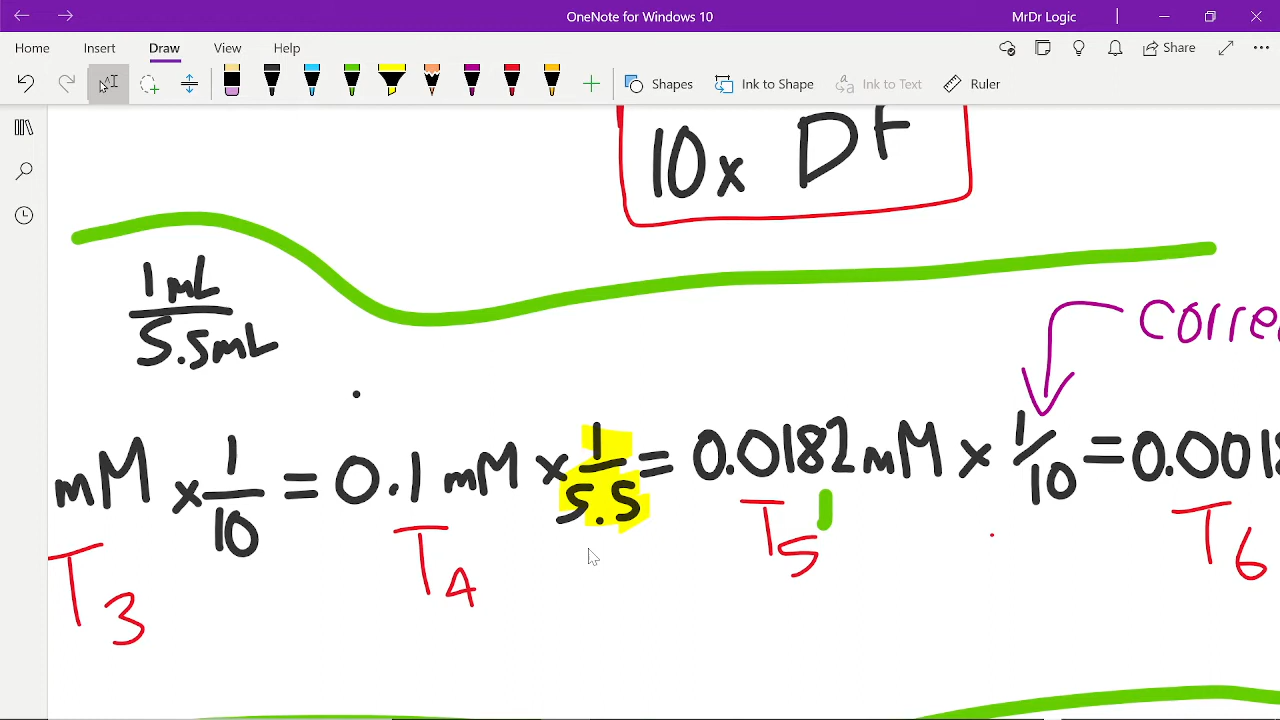 OneNote for Windows 10
MrDr Logic
Home Insert Draw View Help
Share
Shapes Ink to Shape Ink to Text Ruler
10x DF
1mL
5.5mL
corre
mM x 1/10 = 0.1 mM x 1/5.5 = 0.0182 mM x 1/10 = 0.0018
T3 T4 T5 T6